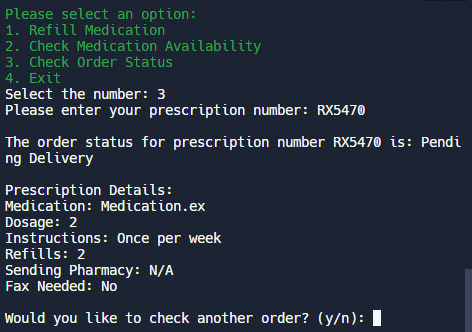 Please select an option:
1. Refill Medication
2. Check Medication Availability
3. Check Order Status
4. Exit
Select the number: 3
Please enter your prescription number: RX5470
The order status for prescription number RX5470 is: Pendi
ng Delivery
Prescription Details:
Medication: Medication.ex
Dosage: 2
Instructions: Once per week
Refills: 2
Sending Pharmacy: N/A
Fax Needed: No
Would you like to check another order? (y/n):